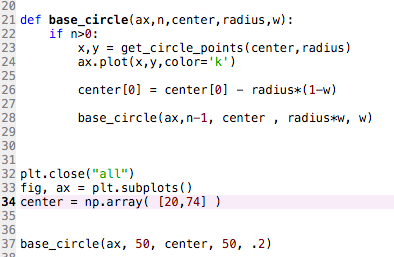 20
21 def base_circle(ax,n,center,radius,w):
22     if n>0:
23         x,y = get_circle_points(center,radius)
24         ax.plot(x,y,color='k')
25
26         center[0] = center[0] - radius*(1-w)
27
28         base_circle(ax,n-1, center , radius*w, w)
29
30
31
32 plt.close("all")
33 fig, ax = plt.subplots()
34 center = np.array( [20,74] )
35
36
37 base_circle(ax, 50, center, 50, .2)
38